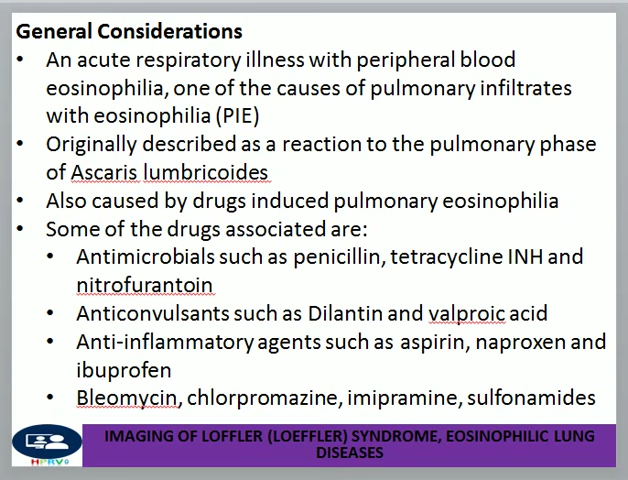 General Considerations
• An acute respiratory illness with peripheral blood
eosinophilia, one of the causes of pulmonary infiltrates
with eosinophilia (PIE)
• Originally described as a reaction to the pulmonary phase
of Ascaris lumbricoides
• Also caused by drugs induced pulmonary eosinophilia
• Some of the drugs associated are:
• Antimicrobials such as penicillin, tetracycline INH and
nitrofurantoin
• Anticonvulsants such as Dilantin and valproic acid
• Anti-inflammatory agents such as aspirin, naproxen and
ibuprofen
• Bleomycin, chlorpromazine, imipramine, sulfonamides
IMAGING OF LOFFLER (LOEFFLER) SYNDROME, EOSINOPHILIC LUNG
DISEASES